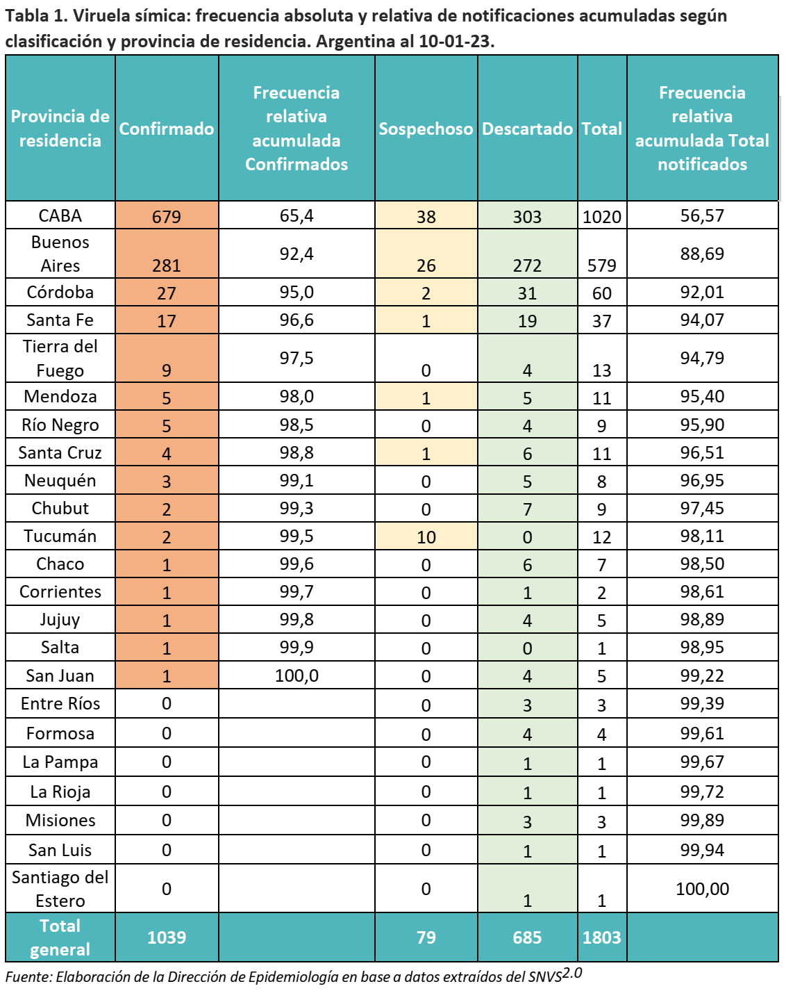 Tabla 1. Viruela símica: frecuencia absoluta y relativa de notificaciones acumuladas según
clasificación y provincia de residencia. Argentina al 10-01-23.
Provincia de residencia | Confirmado | Frecuencia relativa acumulada Confirmados | Sospechoso | Descartado | Total | Frecuencia relativa acumulada Total notificados
CABA | 679 | 65,4 | 38 | 303 | 1020 | 56,57
Buenos Aires | 281 | 92,4 | 26 | 272 | 579 | 88,69
Córdoba | 27 | 95,0 | 2 | 31 | 60 | 92,01
Santa Fe | 17 | 96,6 | 1 | 19 | 37 | 94,07
Tierra del Fuego | 9 | 97,5 | 0 | 4 | 13 | 94,79
Mendoza | 5 | 98,0 | 1 | 5 | 11 | 95,40
Río Negro | 5 | 98,5 | 0 | 4 | 9 | 95,90
Santa Cruz | 4 | 98,8 | 1 | 6 | 11 | 96,51
Neuquén | 3 | 99,1 | 0 | 5 | 8 | 96,95
Chubut | 2 | 99,3 | 0 | 7 | 9 | 97,45
Tucumán | 2 | 99,5 | 10 | 0 | 12 | 98,11
Chaco | 1 | 99,6 | 0 | 6 | 7 | 98,50
Corrientes | 1 | 99,7 | 0 | 1 | 2 | 98,61
Jujuy | 1 | 99,8 | 0 | 4 | 5 | 98,89
Salta | 1 | 99,9 | 0 | 0 | 1 | 98,95
San Juan | 1 | 100,0 | 0 | 4 | 5 | 99,22
Entre Ríos | 0 | | 0 | 3 | 3 | 99,39
Formosa | 0 | | 0 | 4 | 4 | 99,61
La Pampa | 0 | | 0 | 1 | 1 | 99,67
La Rioja | 0 | | 0 | 1 | 1 | 99,72
Misiones | 0 | | 0 | 3 | 3 | 99,89
San Luis | 0 | | 0 | 1 | 1 | 99,94
Santiago del Estero | 0 | | 0 | 1 | 1 | 100,00
Total general | 1039 | | 79 | 685 | 1803 |
Fuente: Elaboración de la Dirección de Epidemiología en base a datos extraídos del SNVS2.0